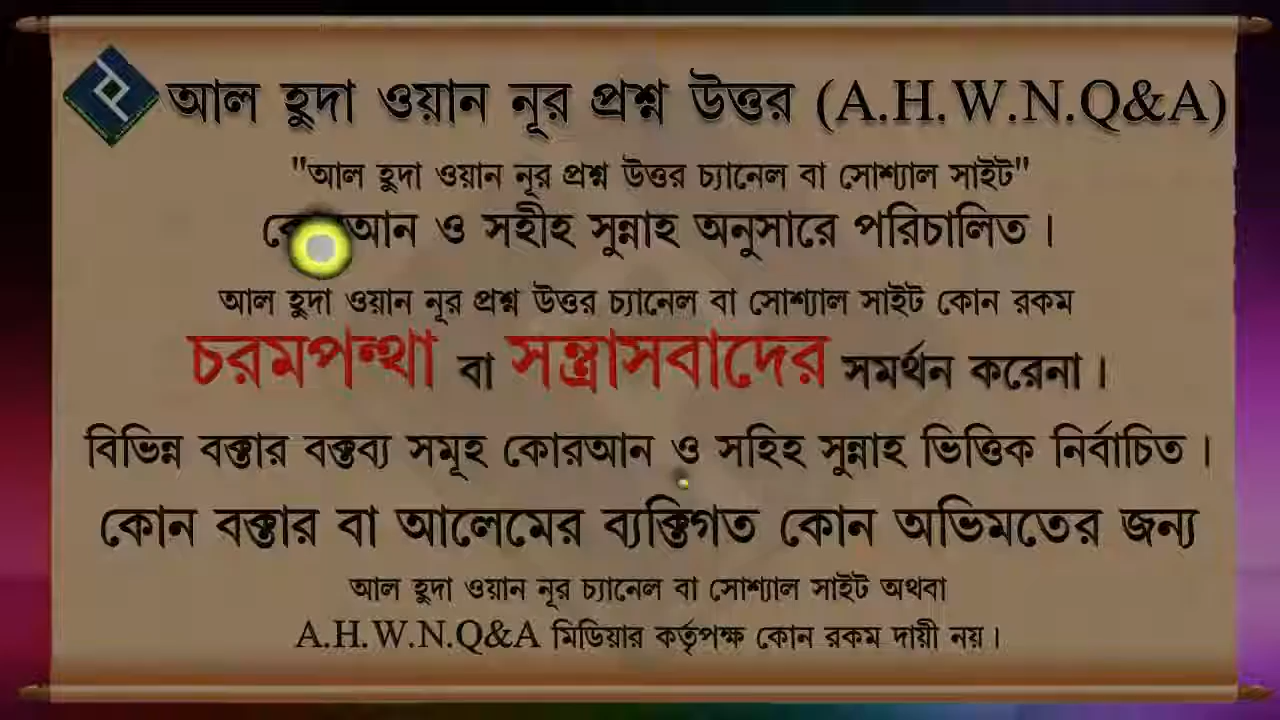 আল হুদা ওয়ান নূর প্রশ্ন উত্তর (A.H.W.N.Q&A)
"আল হুদা ওয়ান নূর প্রশ্ন উত্তর চ্যানেল বা সোশ্যাল সাইট"
ও সহীহ সুন্নাহ অনুসারে পরিচালিত।
আল হুদা ওয়ান নূর প্রশ্ন উত্তর চ্যানেল বা সোশ্যাল সাইট কোন রকম
চরমপন্থা বা সন্ত্রাসবাদের সমর্থন করেনা।
বিভিন্ন বক্তার বক্তব্য সমূহ কোরআন ও সহিহ সুন্নাহ ভিত্তিক নির্বাচিত।
কোন বক্তার বা আলেমের ব্যক্তিগত কোন অভিমতের জন্য
আল হুদা ওয়ান নূর চ্যানেল বা সোশ্যাল সাইট অথবা
A.H.W.N.Q&A মিডিয়ার কর্তৃপক্ষ কোন রকম দায়ী নয়।